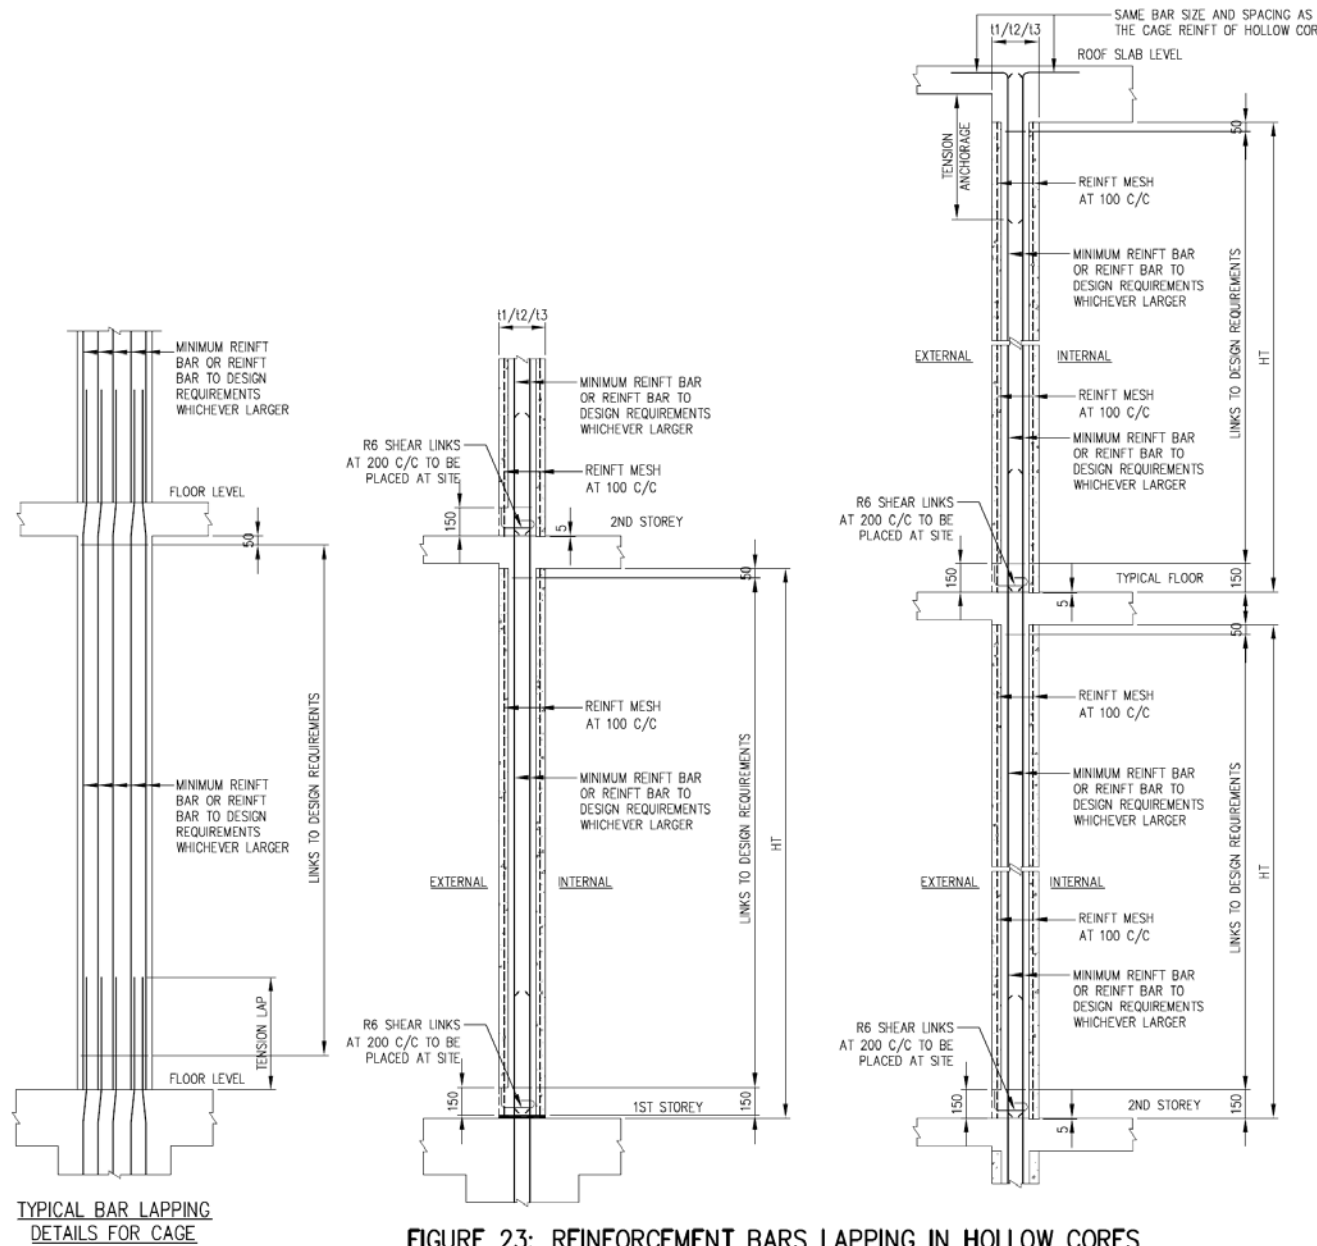 SAME BAR SIZE AND SPACING AS
THE CAGE REINFT OF HOLLOW COR
t1/t2/t3
ROOF SLAB LEVEL
50
TENSION
ANCHORAGE
REINFT MESH
AT 100 C/C
MINIMUM REINFT BAR
OR REINFT BAR TO
DESIGN REQUIREMENTS
WHICHEVER LARGER
LINKS TO DESIGN REQUIREMENTS
HT
EXTERNAL
INTERNAL
REINFT MESH
AT 100 C/C
MINIMUM REINFT BAR
OR REINFT BAR TO
DESIGN REQUIREMENTS
WHICHEVER LARGER
R6 SHEAR LINKS
AT 200 C/C TO BE
PLACED AT SITE
150
5
TYPICAL FLOOR
150
50
REINFT MESH
AT 100 C/C
MINIMUM REINFT BAR
OR REINFT BAR TO
DESIGN REQUIREMENTS
WHICHEVER LARGER
LINKS TO DESIGN REQUIREMENTS
HT
EXTERNAL
INTERNAL
REINFT MESH
AT 100 C/C
MINIMUM REINFT BAR
OR REINFT BAR TO
DESIGN REQUIREMENTS
WHICHEVER LARGER
R6 SHEAR LINKS
AT 200 C/C TO BE
PLACED AT SITE
150
5
2ND STOREY
150
t1/t2/t3
MINIMUM REINFT BAR
OR REINFT BAR TO
DESIGN REQUIREMENTS
WHICHEVER LARGER
R6 SHEAR LINKS
AT 200 C/C TO BE
PLACED AT SITE
REINFT MESH
AT 100 C/C
150
5
2ND STOREY
50
REINFT MESH
AT 100 C/C
MINIMUM REINFT BAR
OR REINFT BAR TO
DESIGN REQUIREMENTS
WHICHEVER LARGER
LINKS TO DESIGN REQUIREMENTS
HT
EXTERNAL
INTERNAL
R6 SHEAR LINKS
AT 200 C/C TO BE
PLACED AT SITE
150
1ST STOREY
150
MINIMUM REINFT
BAR OR REINFT
BAR TO DESIGN
REQUIREMENTS
WHICHEVER LARGER
FLOOR LEVEL
50
LINKS TO DESIGN REQUIREMENTS
MINIMUM REINFT
BAR OR REINFT
BAR TO DESIGN
REQUIREMENTS
WHICHEVER LARGER
TENSION LAP
FLOOR LEVEL
TYPICAL BAR LAPPING
DETAILS FOR CAGE
FIGURE 23: REINFORCEMENT BARS LAPPING IN HOLLOW CORES